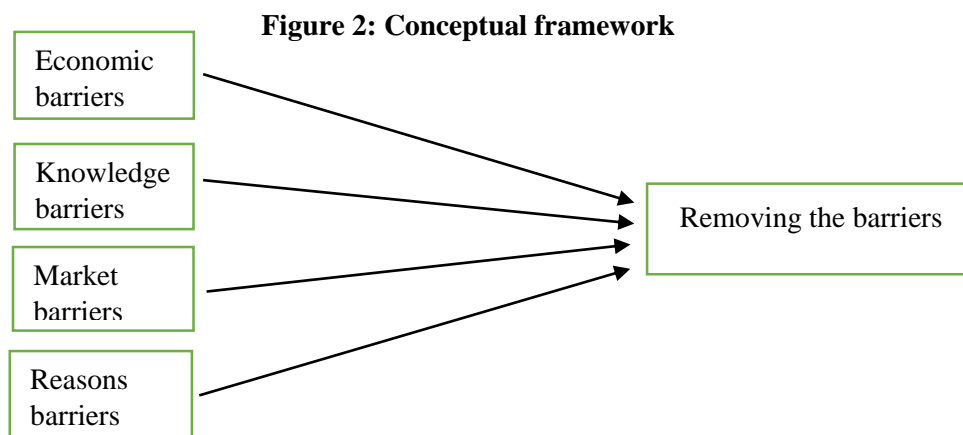 Figure 2: Conceptual framework
Economic
barriers
Knowledge
barriers
Market
barriers
Reasons
barriers
Removing the barriers